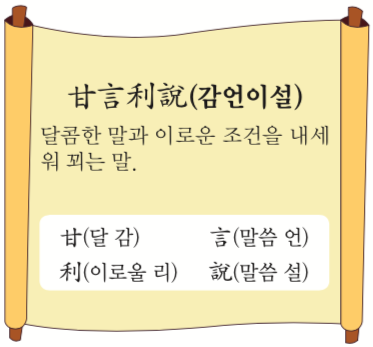 甘言利說(감언이설)
달콤한 말과 이로운 조건을 내세
워 꾀는 말.
甘(달 감) 言(말씀 언)
利(이로울 리) 說(말씀 설)